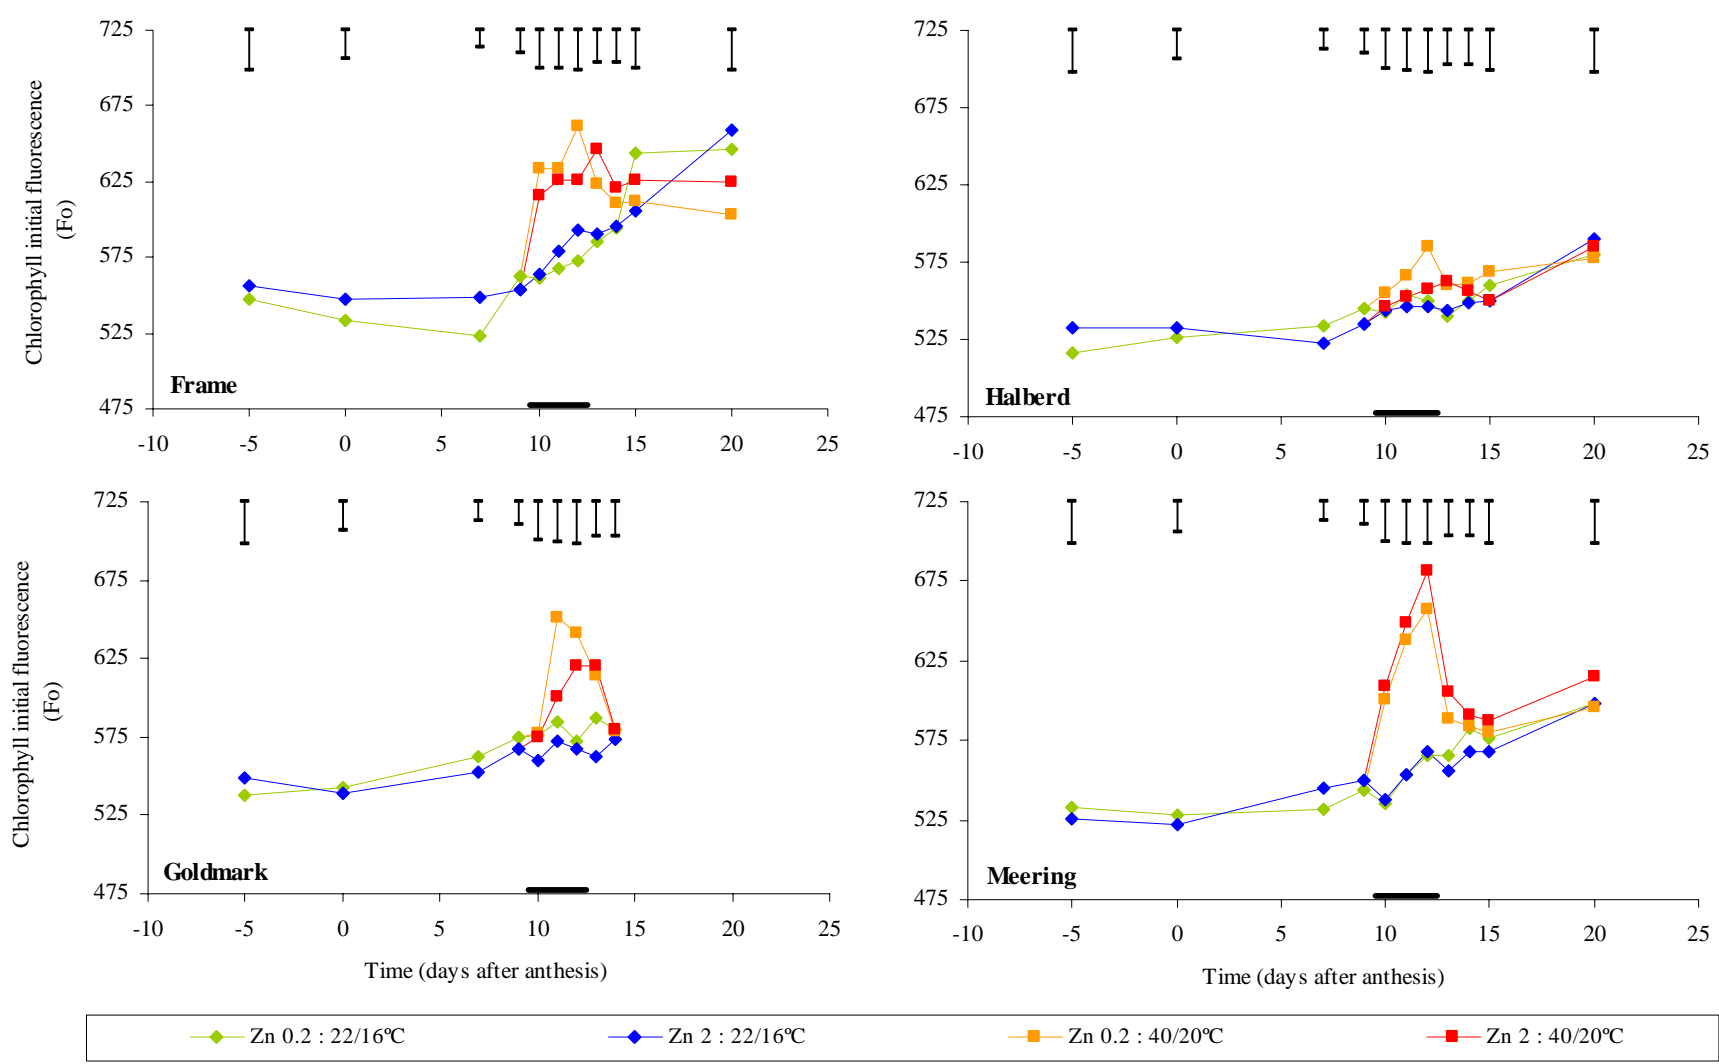 725
675
625
575
525
475
Chlorophyll initial fluorescence
(Fo)
Frame
-10 -5 0 5 10 15 20 25
725
675
625
575
525
475
Halberd
-10 -5 0 5 10 15 20 25
725
675
625
575
525
475
Chlorophyll initial fluorescence
(Fo)
Goldmark
-10 -5 0 5 10 15 20 25
Time (days after anthesis)
725
675
625
575
525
475
Meering
-10 -5 0 5 10 15 20 25
Time (days after anthesis)
Zn 0.2 : 22/16ºC Zn 2 : 22/16ºC Zn 0.2 : 40/20ºC Zn 2 : 40/20ºC